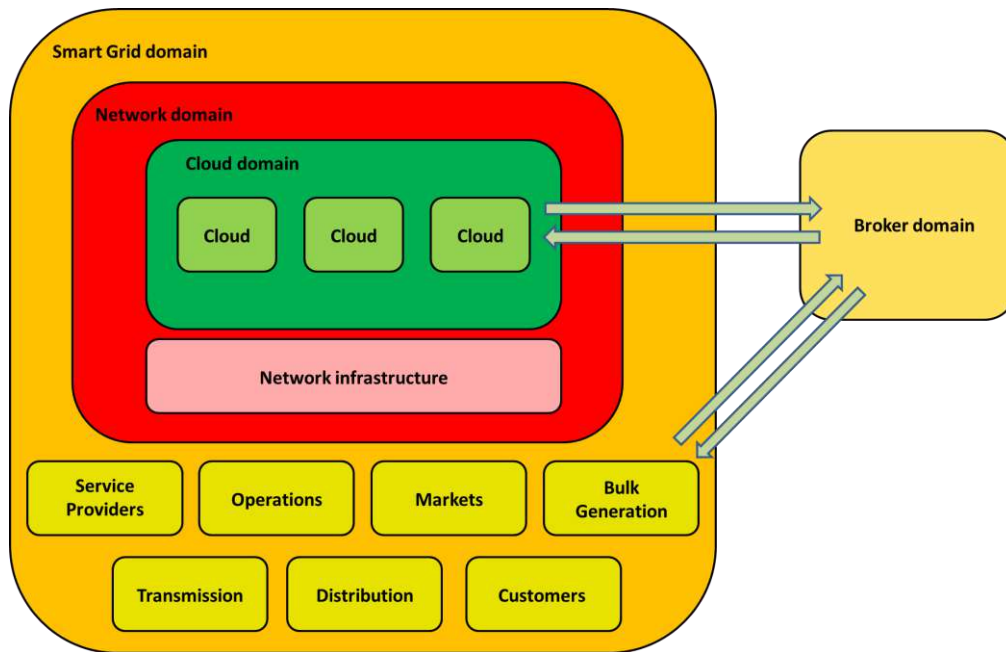 Smart Grid domain
Network domain
Cloud domain
Cloud
Cloud
Cloud
Broker domain
Network infrastructure
Service
Providers
Operations
Markets
Bulk
Generation
Transmission
Distribution
Customers